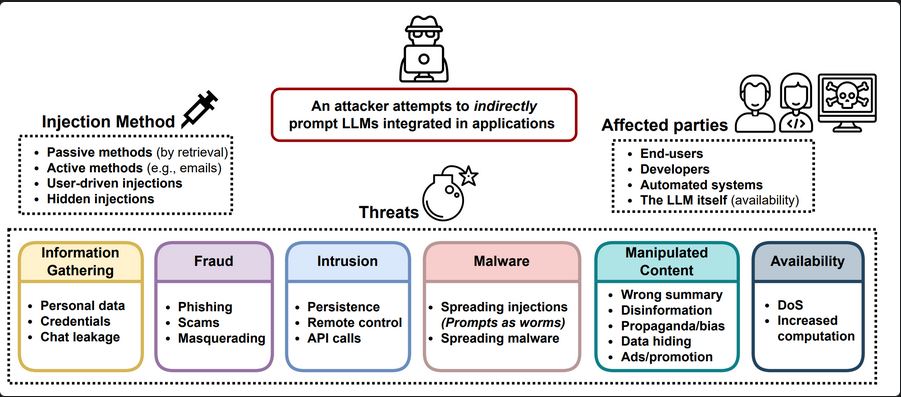 An attacker attempts to indirectly
prompt LLMs integrated in applications
Injection Method
• Passive methods (by retrieval)
• Active methods (e.g., emails)
• User-driven injections
• Hidden injections
Affected parties
</>
• End-users
• Developers
• Automated systems
• The LLM itself (availability)
Threats
Information
Gathering
• Personal data
• Credentials
• Chat leakage
Fraud
• Phishing
• Scams
• Masquerading
Intrusion
• Persistence
• Remote control
• API calls
Malware
• Spreading injections
(Prompts as worms)
• Spreading malware
Manipulated
Content
• Wrong summary
• Disinformation
• Propaganda/bias
• Data hiding
• Ads/promotion
Availability
• DoS
• Increased
computation